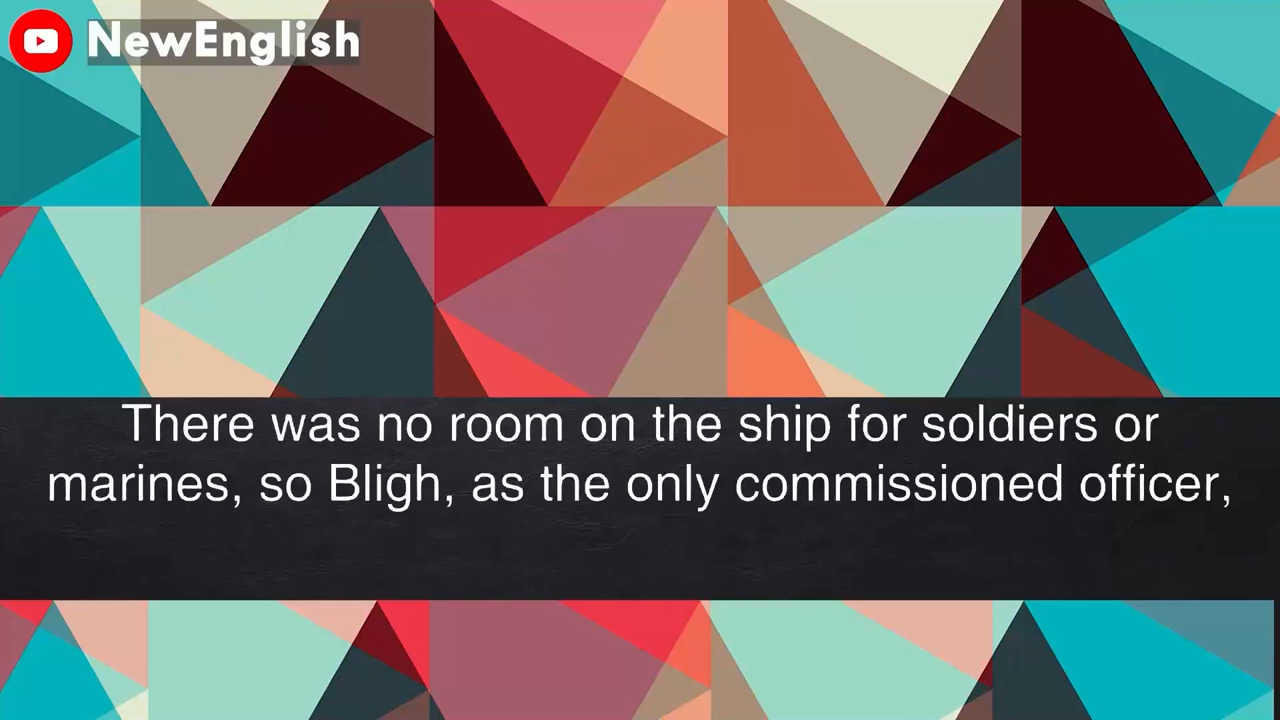 NewEnglish
There was no room on the ship for soldiers or
marines, so Bligh, as the only commissioned officer,